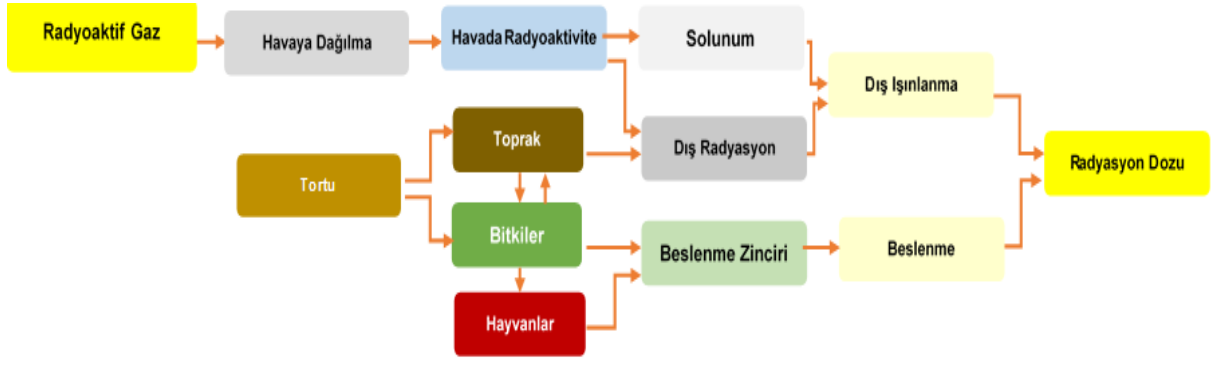 Radyoaktif Gaz
Havaya Dağılma
Havada Radyoaktivite
Solunum
Dış Işınlanma
Toprak
Dış Radyasyon
Radyasyon Dozu
Tortu
Bitkiler
Beslenme Zinciri
Beslenme
Hayvanlar